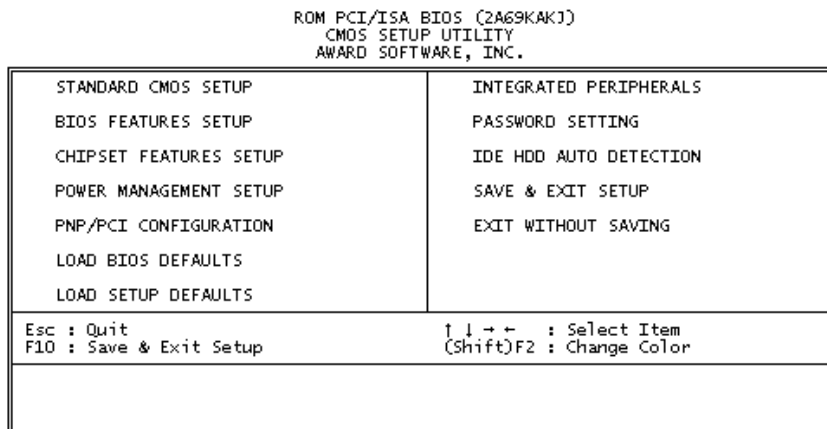 ROM PCI/ISA BIOS (2A69KAKJ)
CMOS SETUP UTILITY
AWARD SOFTWARE, INC.
STANDARD CMOS SETUP
BIOS FEATURES SETUP
CHIPSET FEATURES SETUP
POWER MANAGEMENT SETUP
PNP/PCI CONFIGURATION
LOAD BIOS DEFAULTS
LOAD SETUP DEFAULTS
INTEGRATED PERIPHERALS
PASSWORD SETTING
IDE HDD AUTO DETECTION
SAVE & EXIT SETUP
EXIT WITHOUT SAVING
Esc : Quit
F10 : Save & Exit Setup
↑ ↓ → ← : Select Item
(Shift)F2 : Change Color